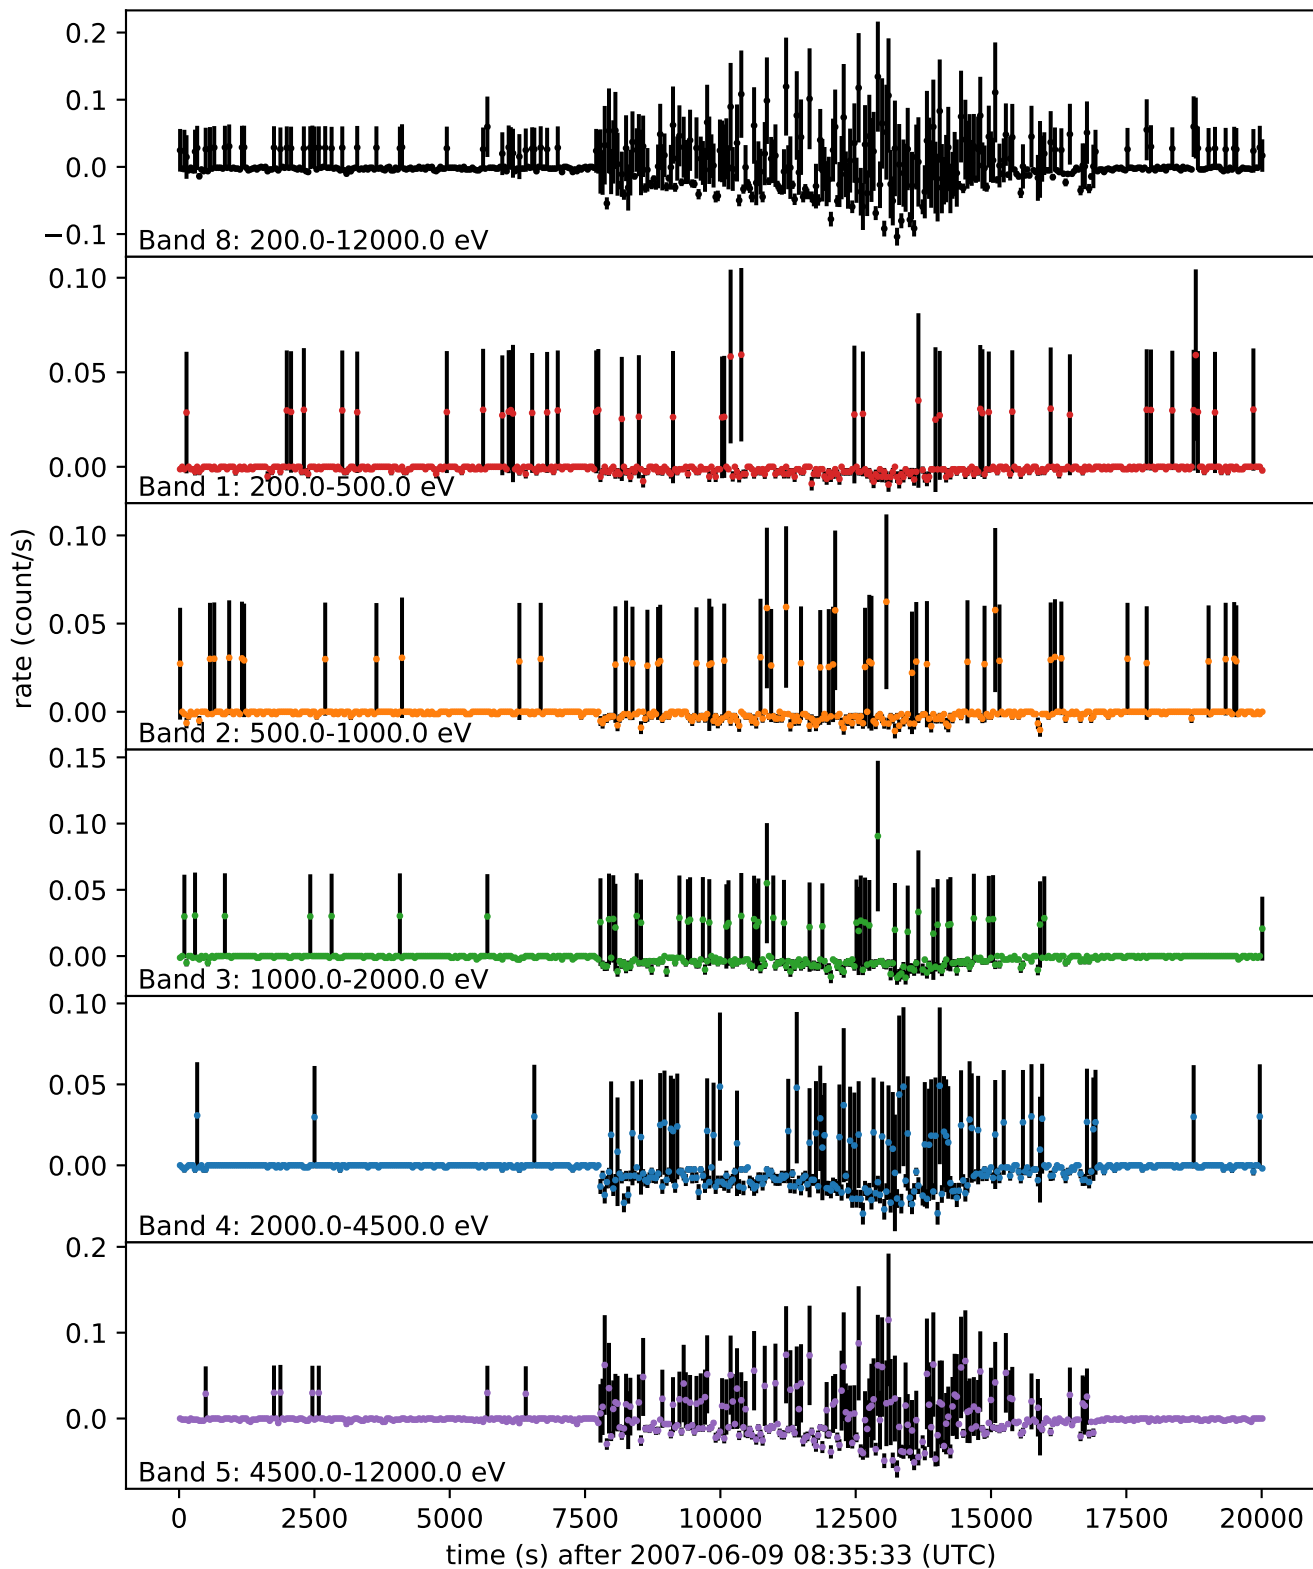 0.2
0.1
0.0
−0.1
Band 8: 200.0-12000.0 eV
0.10
0.05
0.00
Band 1: 200.0-500.0 eV
0.10
0.05
0.00
Band 2: 500.0-1000.0 eV
rate (count/s)
0.15
0.10
0.05
0.00
Band 3: 1000.0-2000.0 eV
0.10
0.05
0.00
Band 4: 2000.0-4500.0 eV
0.2
0.1
0.0
Band 5: 4500.0-12000.0 eV
0 2500 5000 7500 10000 12500 15000 17500 20000
time (s) after 2007-06-09 08:35:33 (UTC)